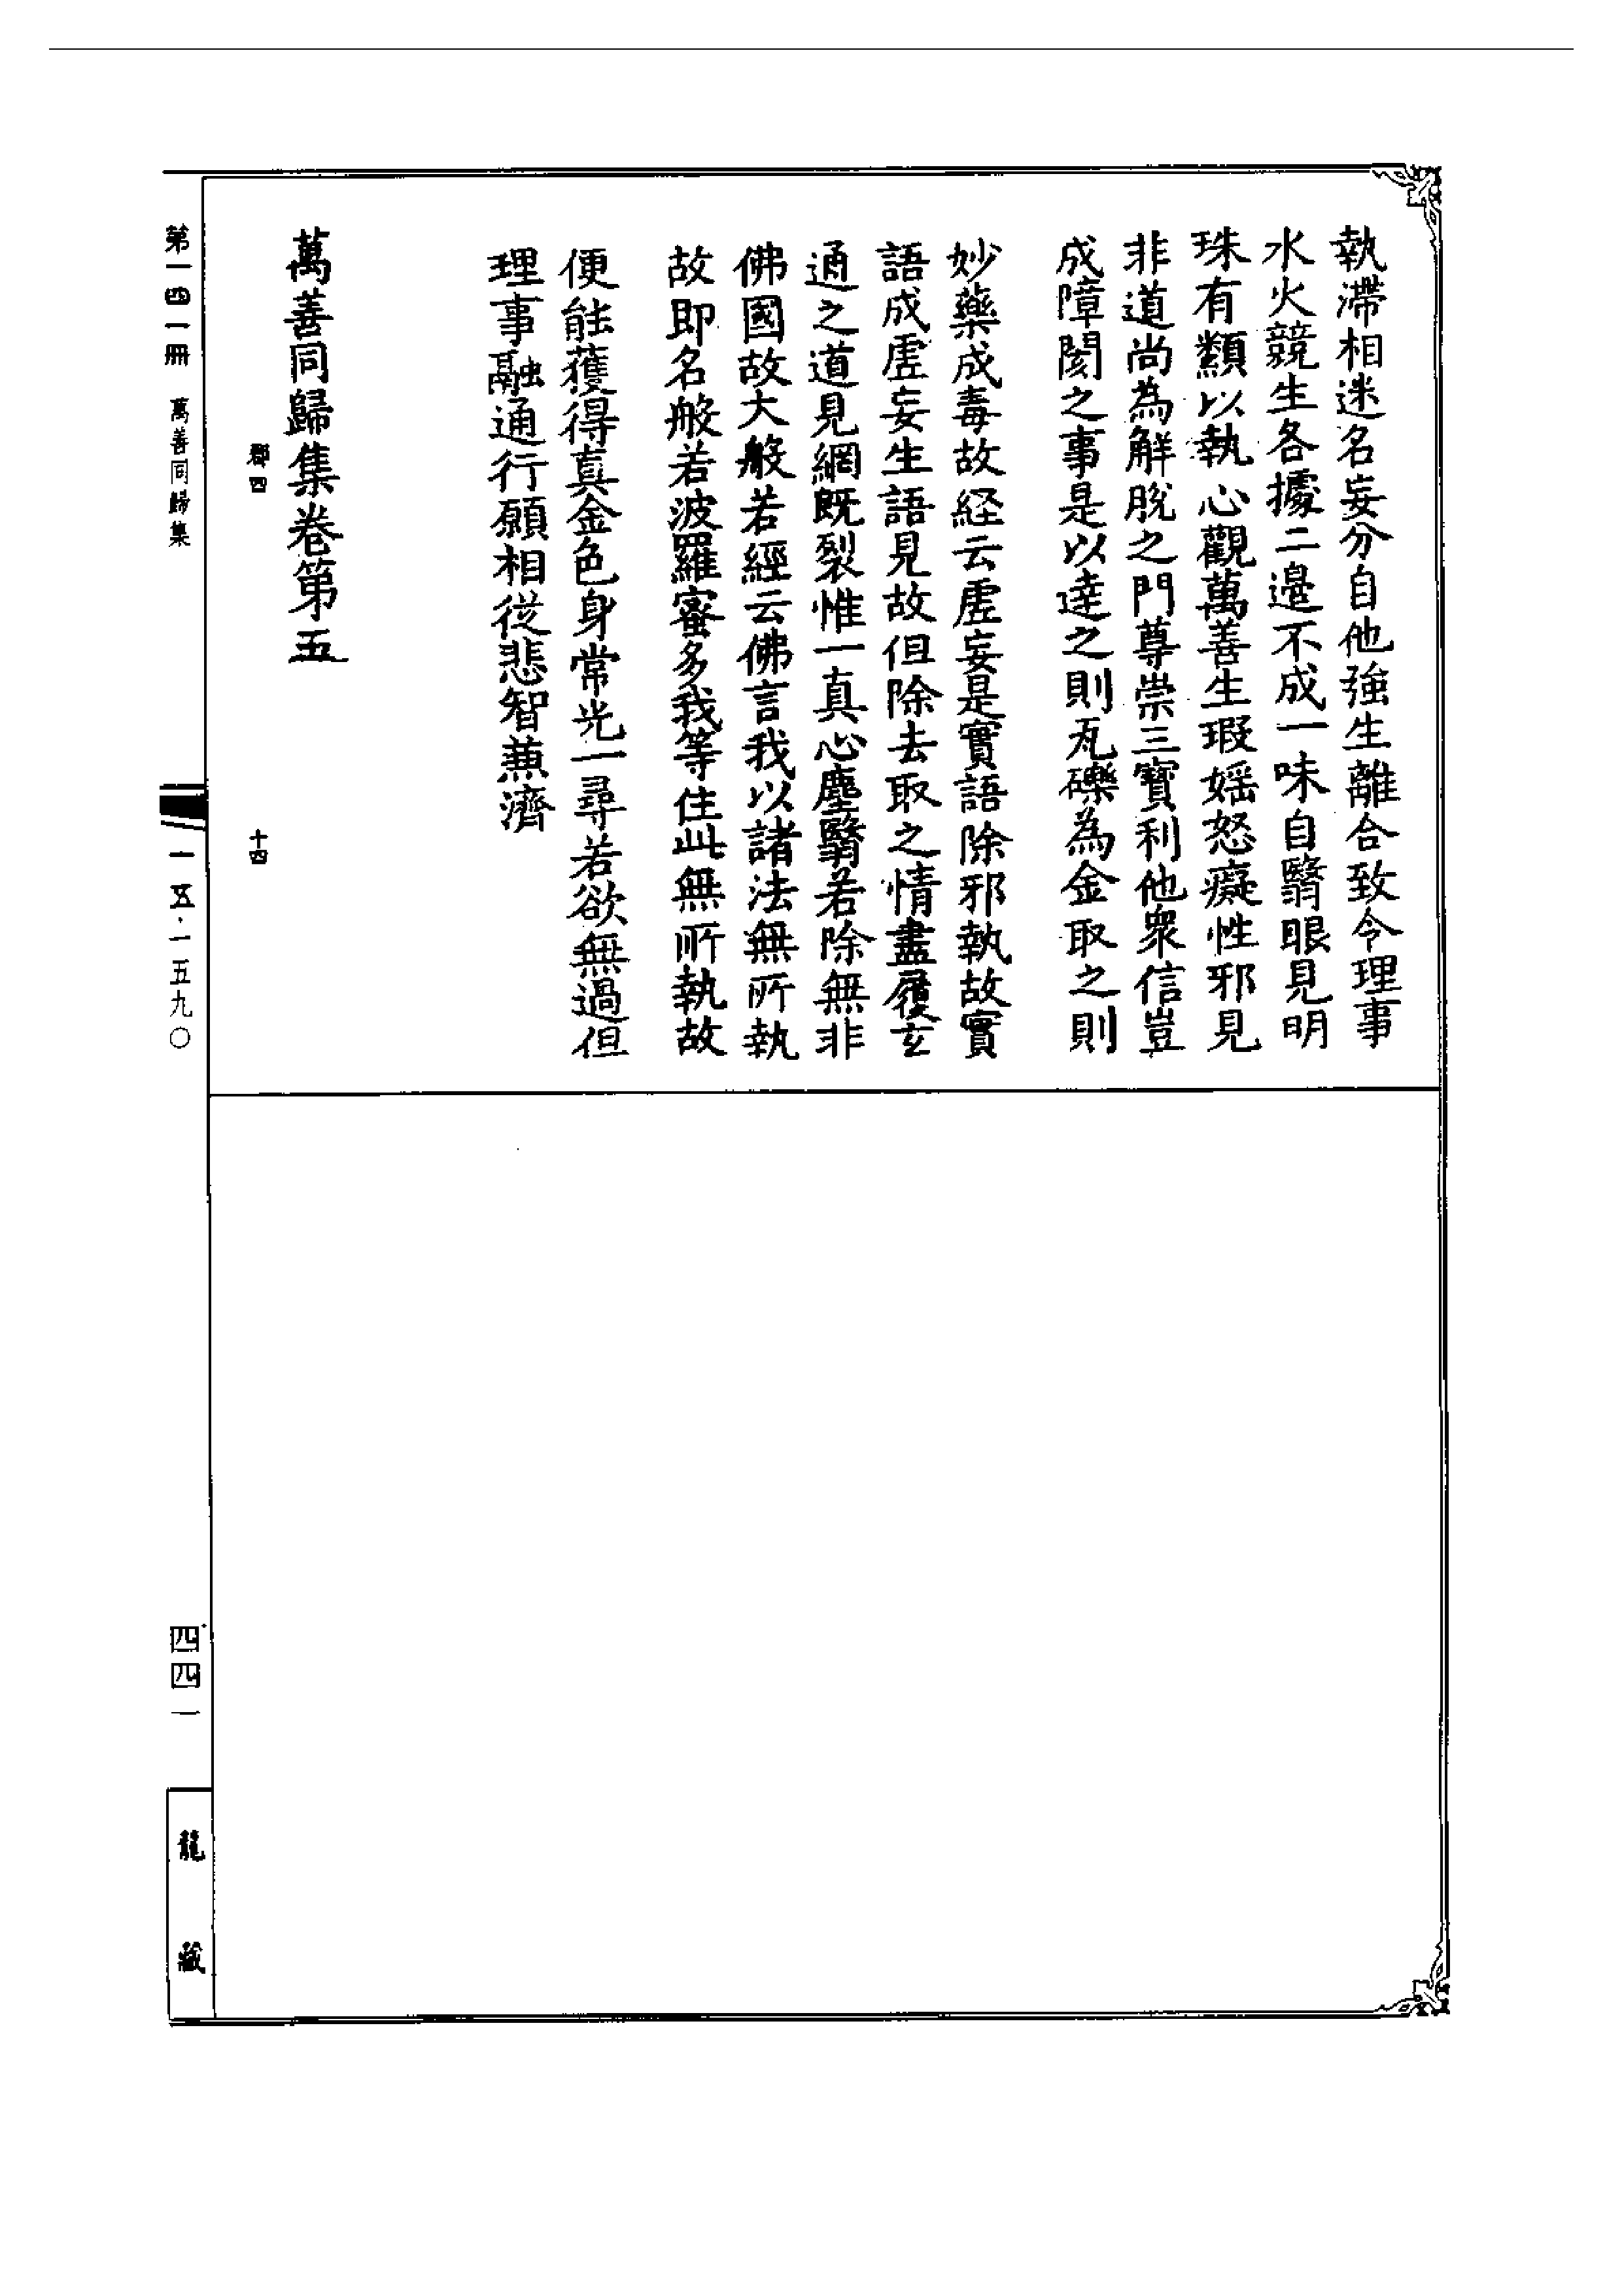 執滯相迷名妄分自他強生離合致令理事
水火競生各據二邊不成一味自翳眼見明
珠有纇以執心觀萬善生瑕婬怒癡性邪見
非道尚為解脫之門尊崇三寶利他衆信豈
成障閡之事是以達之則瓦礫為金取之則
妙藥成毒故経云虛妄是實語除邪執故實
語成虛妄生語見故但除去取之情盡履玄
通之道見網既裂惟一真心塵翳若除無非
佛國故大般若經云佛言我以諸法無所執
故即名般若波羅蜜多我等住此無所執故
便能獲得真金色身常光一尋若欲無過但
理事融通行願相從悲智兼濟
萬善同歸集卷第五
郡四
十四
第一四一冊 萬善同歸集
一五·一五九〇
四四一
龍藏